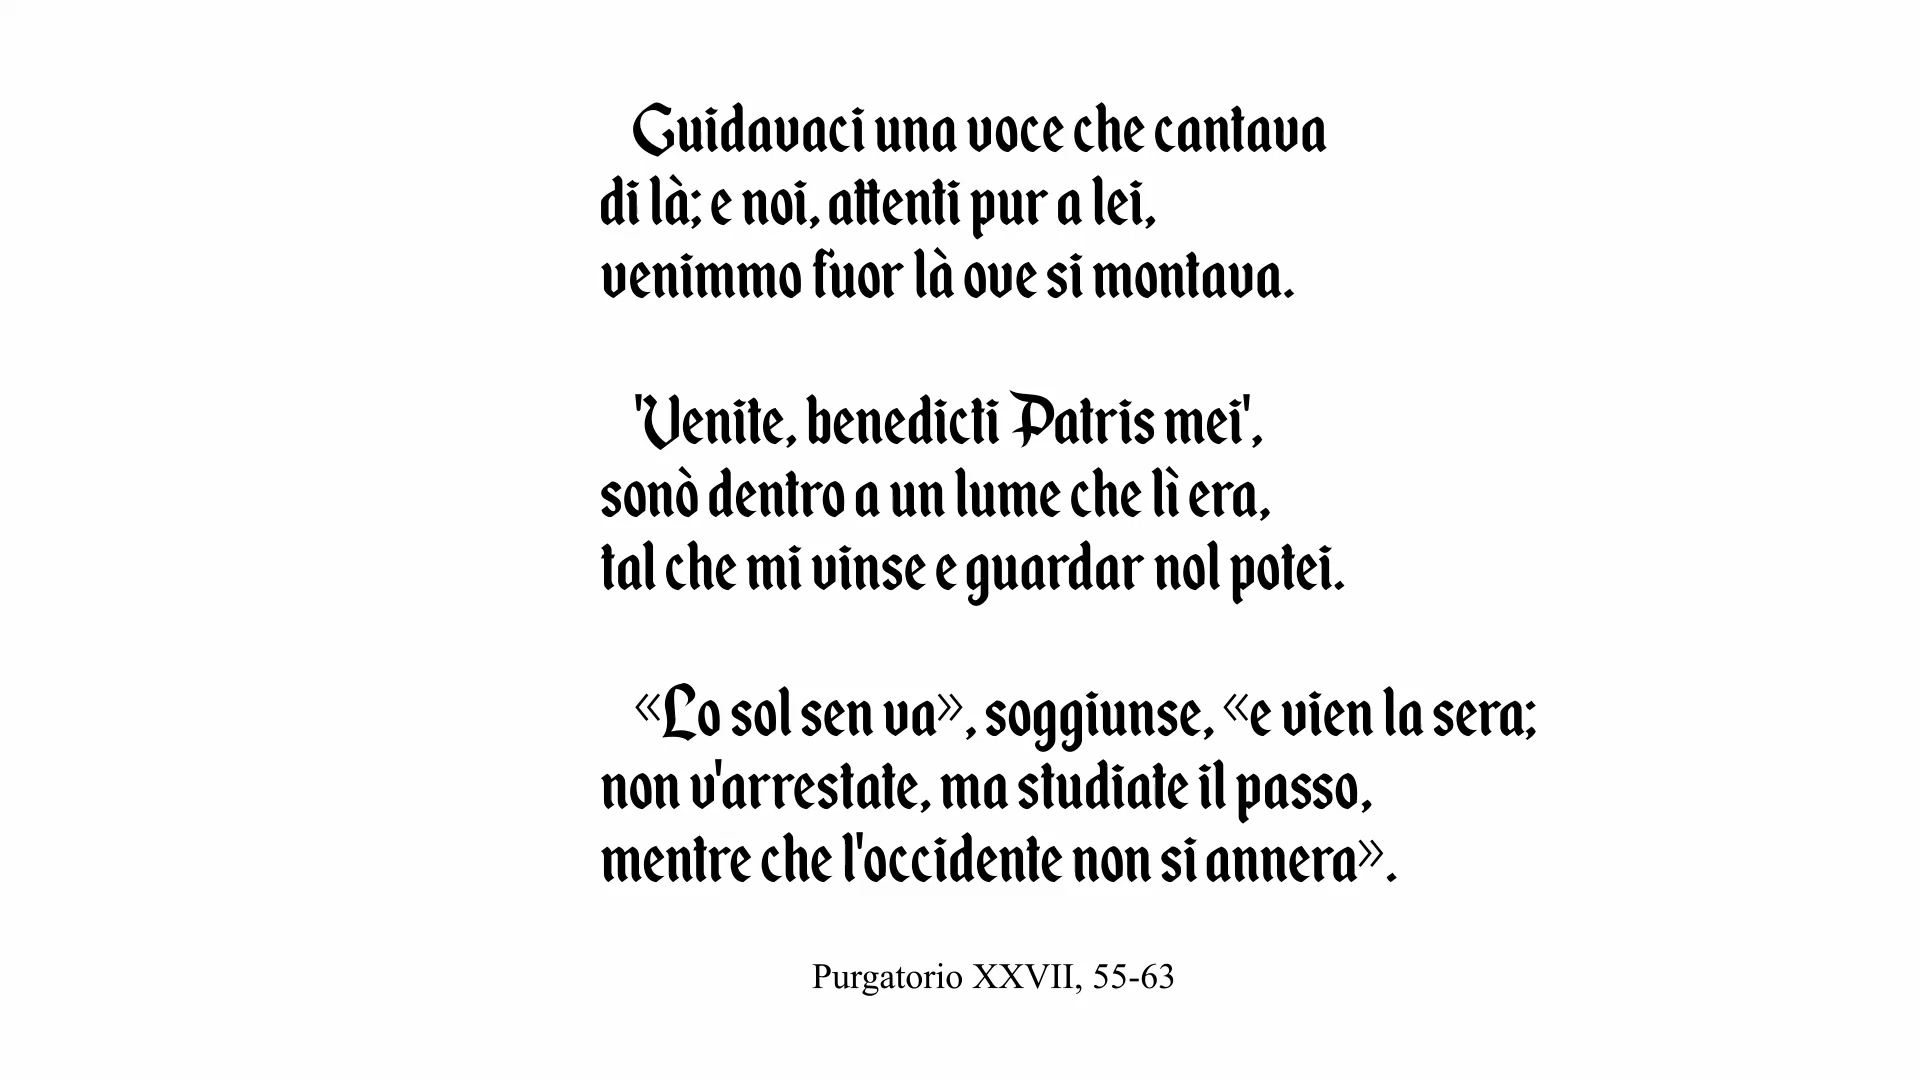 Guidavaci una voce che cantava
di là; e noi, attenti pur a lei,
venimmo fuor là ove si montava.
'Venite, benedicti Patris mei',
sonò dentro a un lume che lì era,
tal che mi vinse e guardar nol potei.
«Lo sol sen va», soggiunse, «e vien la sera;
non v'arrestate, ma studiate il passo,
mentre che l'occidente non si annera».
Purgatorio XXVII, 55-63